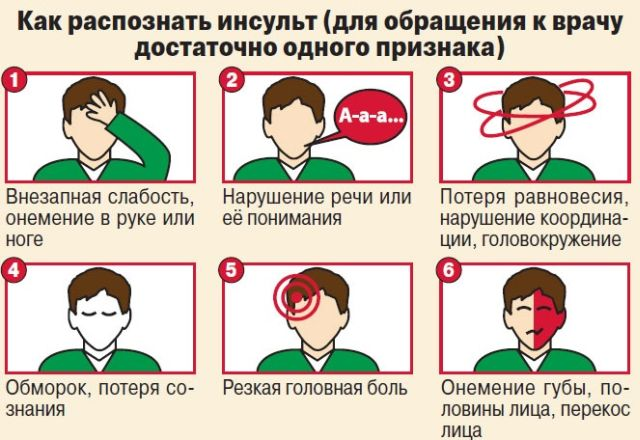 Как распознать инсульт (для обращения к врачу
достаточно одного признака)
1
Внезапная слабость,
онемение в руке или
ноге
2
А-а-а...
Нарушение речи или
её понимания
3
Потеря равновесия,
нарушение координа-
ции, головокружение
4
Обморок, потеря со-
знания
5
Резкая головная боль
6
Онемение губы, по-
ловины лица, перекос
лица